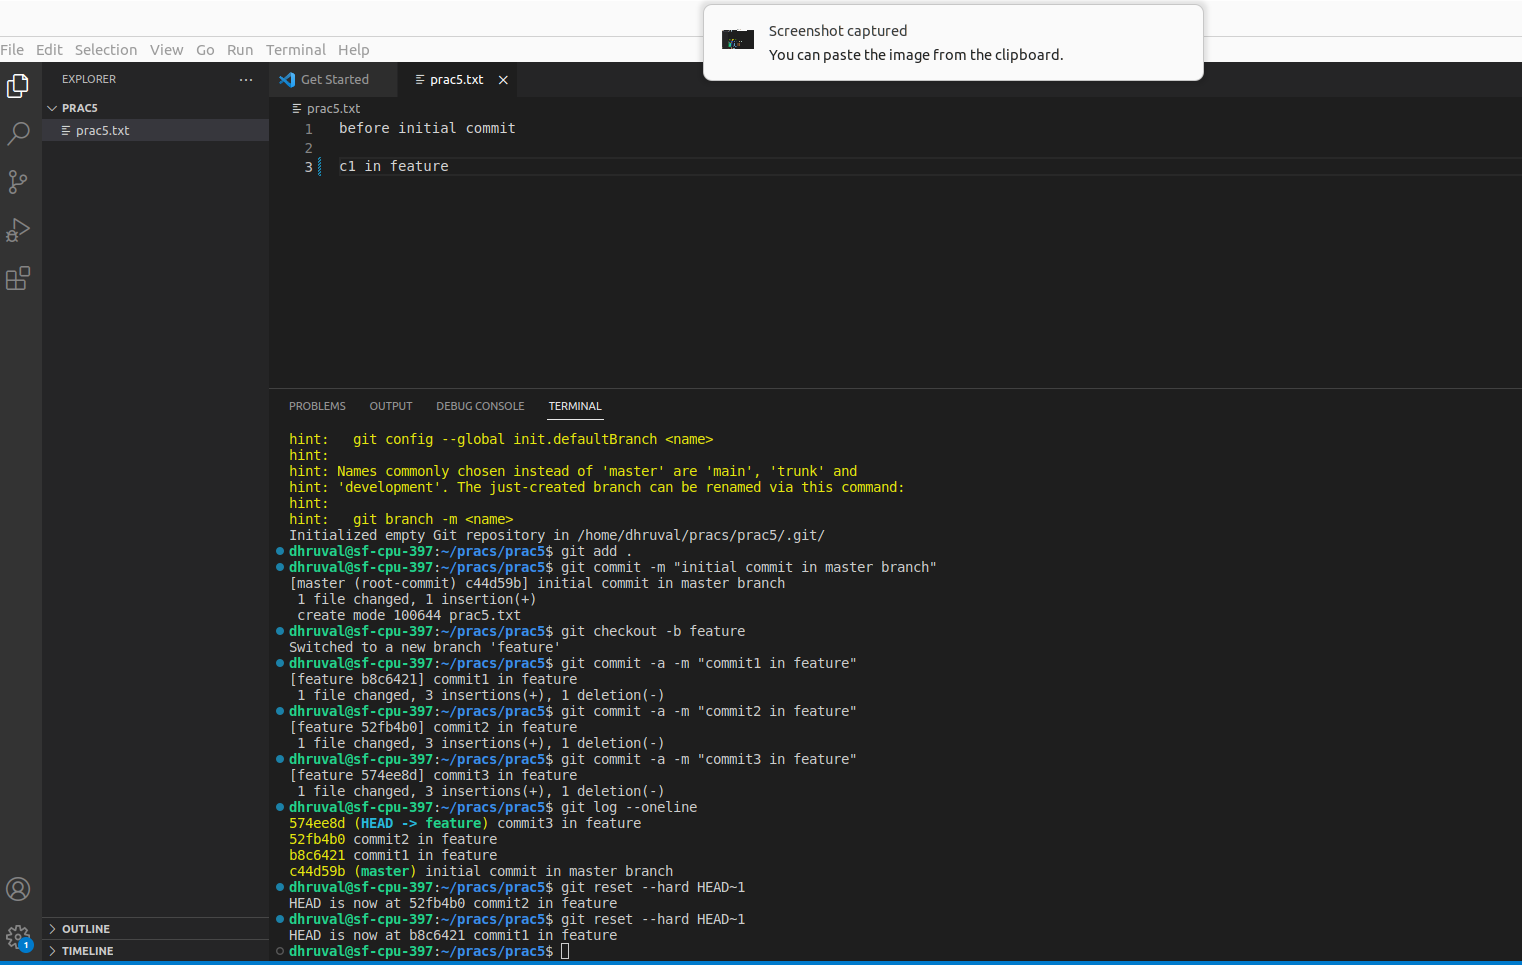 Screenshot captured
You can paste the image from the clipboard.
File Edit Selection View Go Run Terminal Help
EXPLORER ···
Get Started
prac5.txt
PRAC5
prac5.txt
prac5.txt
1 before initial commit
2
3 c1 in feature
PROBLEMS OUTPUT DEBUG CONSOLE TERMINAL
hint:   git config --global init.defaultBranch <name>
hint:
hint: Names commonly chosen instead of 'master' are 'main', 'trunk' and
hint: 'development'. The just-created branch can be renamed via this command:
hint:
hint:   git branch -m <name>
Initialized empty Git repository in /home/dhruval/pracs/prac5/.git/
dhruval@sf-cpu-397:~/pracs/prac5$ git add .
dhruval@sf-cpu-397:~/pracs/prac5$ git commit -m "initial commit in master branch"
[master (root-commit) c44d59b] initial commit in master branch
 1 file changed, 1 insertion(+)
 create mode 100644 prac5.txt
dhruval@sf-cpu-397:~/pracs/prac5$ git checkout -b feature
Switched to a new branch 'feature'
dhruval@sf-cpu-397:~/pracs/prac5$ git commit -a -m "commit1 in feature"
[feature b8c6421] commit1 in feature
 1 file changed, 3 insertions(+), 1 deletion(-)
dhruval@sf-cpu-397:~/pracs/prac5$ git commit -a -m "commit2 in feature"
[feature 52fb4b0] commit2 in feature
 1 file changed, 3 insertions(+), 1 deletion(-)
dhruval@sf-cpu-397:~/pracs/prac5$ git commit -a -m "commit3 in feature"
[feature 574ee8d] commit3 in feature
 1 file changed, 3 insertions(+), 1 deletion(-)
dhruval@sf-cpu-397:~/pracs/prac5$ git log --oneline
574ee8d (HEAD -> feature) commit3 in feature
52fb4b0 commit2 in feature
b8c6421 commit1 in feature
c44d59b (master) initial commit in master branch
dhruval@sf-cpu-397:~/pracs/prac5$ git reset --hard HEAD~1
HEAD is now at 52fb4b0 commit2 in feature
dhruval@sf-cpu-397:~/pracs/prac5$ git reset --hard HEAD~1
HEAD is now at b8c6421 commit1 in feature
dhruval@sf-cpu-397:~/pracs/prac5$
OUTLINE
1
TIMELINE